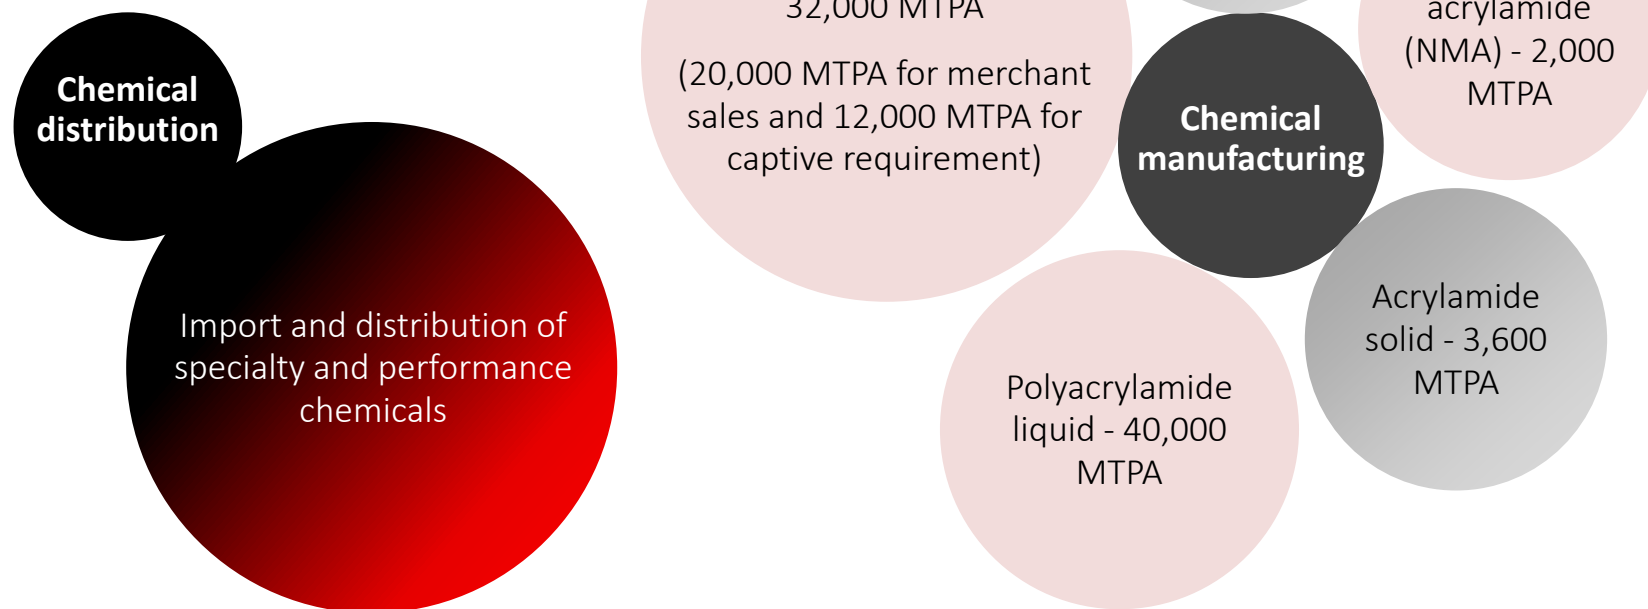 Chemical
distribution
Import and distribution of
specialty and performance
chemicals
32,000 MTPA
(20,000 MTPA for merchant
sales and 12,000 MTPA for
captive requirement)
Chemical
manufacturing
acrylamide
(NMA) - 2,000
MTPA
Acrylamide
solid - 3,600
MTPA
Polyacrylamide
liquid - 40,000
MTPA